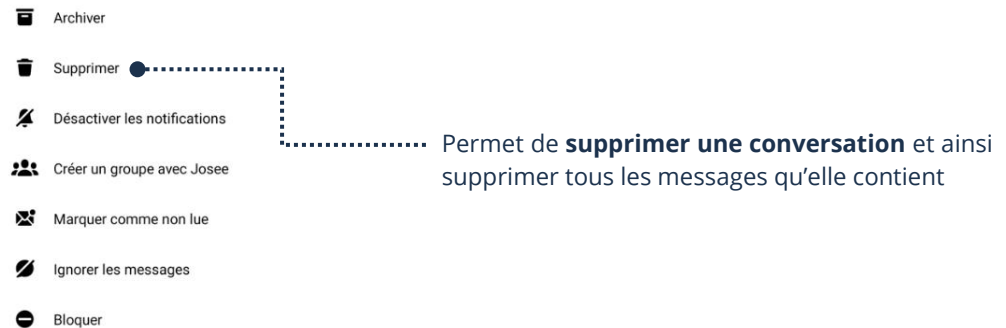 Archiver
Supprimer
Désactiver les notifications
Créer un groupe avec Josee
Marquer comme non lue
Ignorer les messages
Bloquer
Permet de supprimer une conversation et ainsi
supprimer tous les messages qu’elle contient